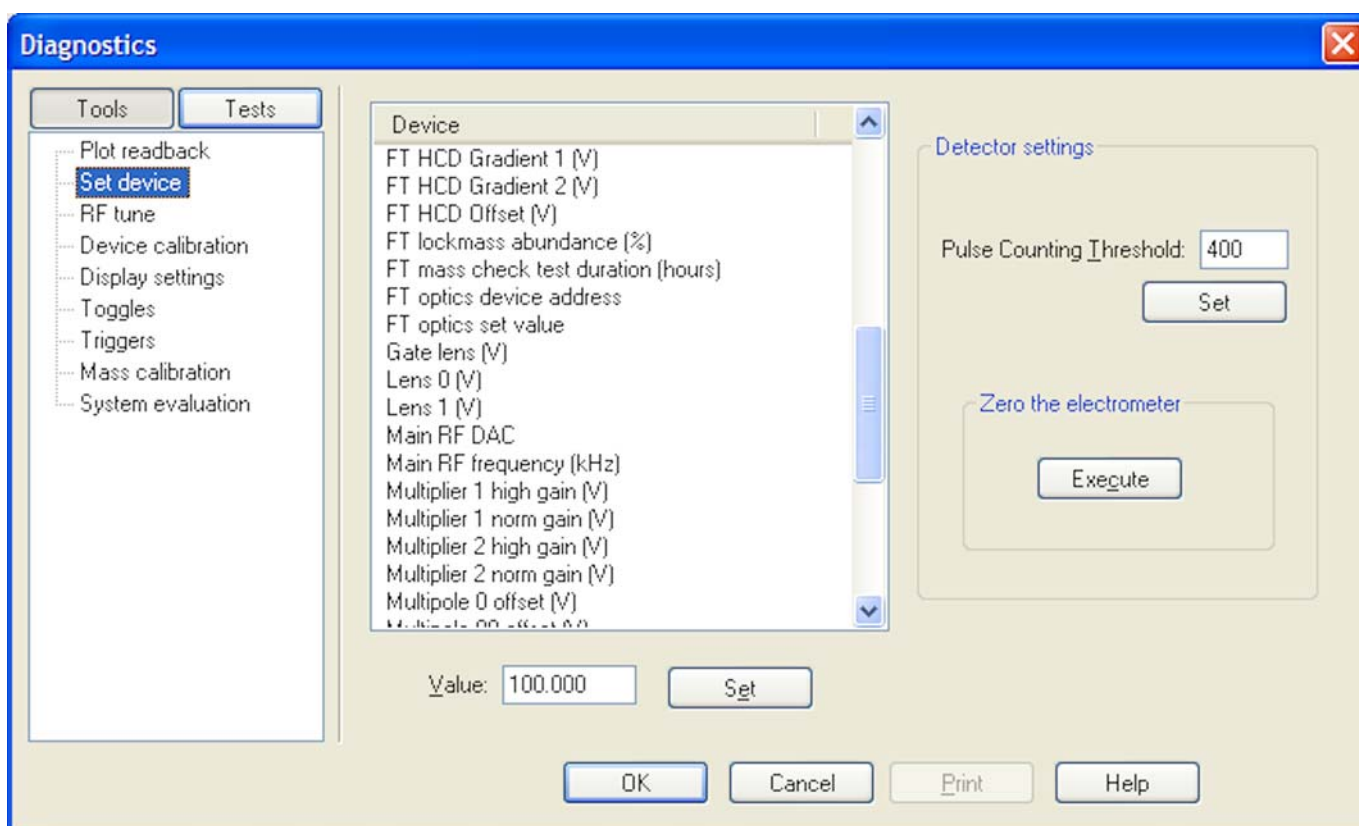 Diagnostics
Tools
Tests
Plot readback
Set device
RF tune
Device calibration
Display settings
Toggles
Triggers
Mass calibration
System evaluation
Device
FT HCD Gradient 1 (V)
FT HCD Gradient 2 (V)
FT HCD Offset (V)
FT lockmass abundance (%)
FT mass check test duration (hours)
FT optics device address
FT optics set value
Gate lens (V)
Lens 0 (V)
Lens 1 (V)
Main RF DAC
Main RF frequency (kHz)
Multiplier 1 high gain (V)
Multiplier 1 norm gain (V)
Multiplier 2 high gain (V)
Multiplier 2 norm gain (V)
Multipole 0 offset (V)
Multipole 00 offset (V)
Value: 100.000
Set
Detector settings
Pulse Counting Threshold: 400
Set
Zero the electrometer
Execute
OK
Cancel
Print
Help